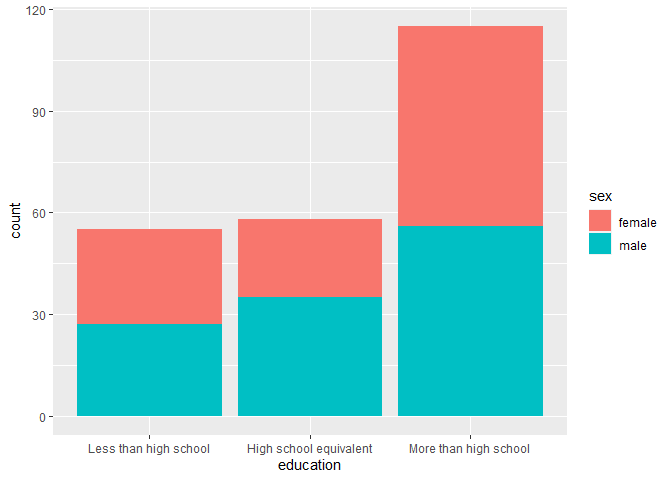 120
90
60
30
0
count
Less than high school
High school equivalent
More than high school
education
sex
female
male